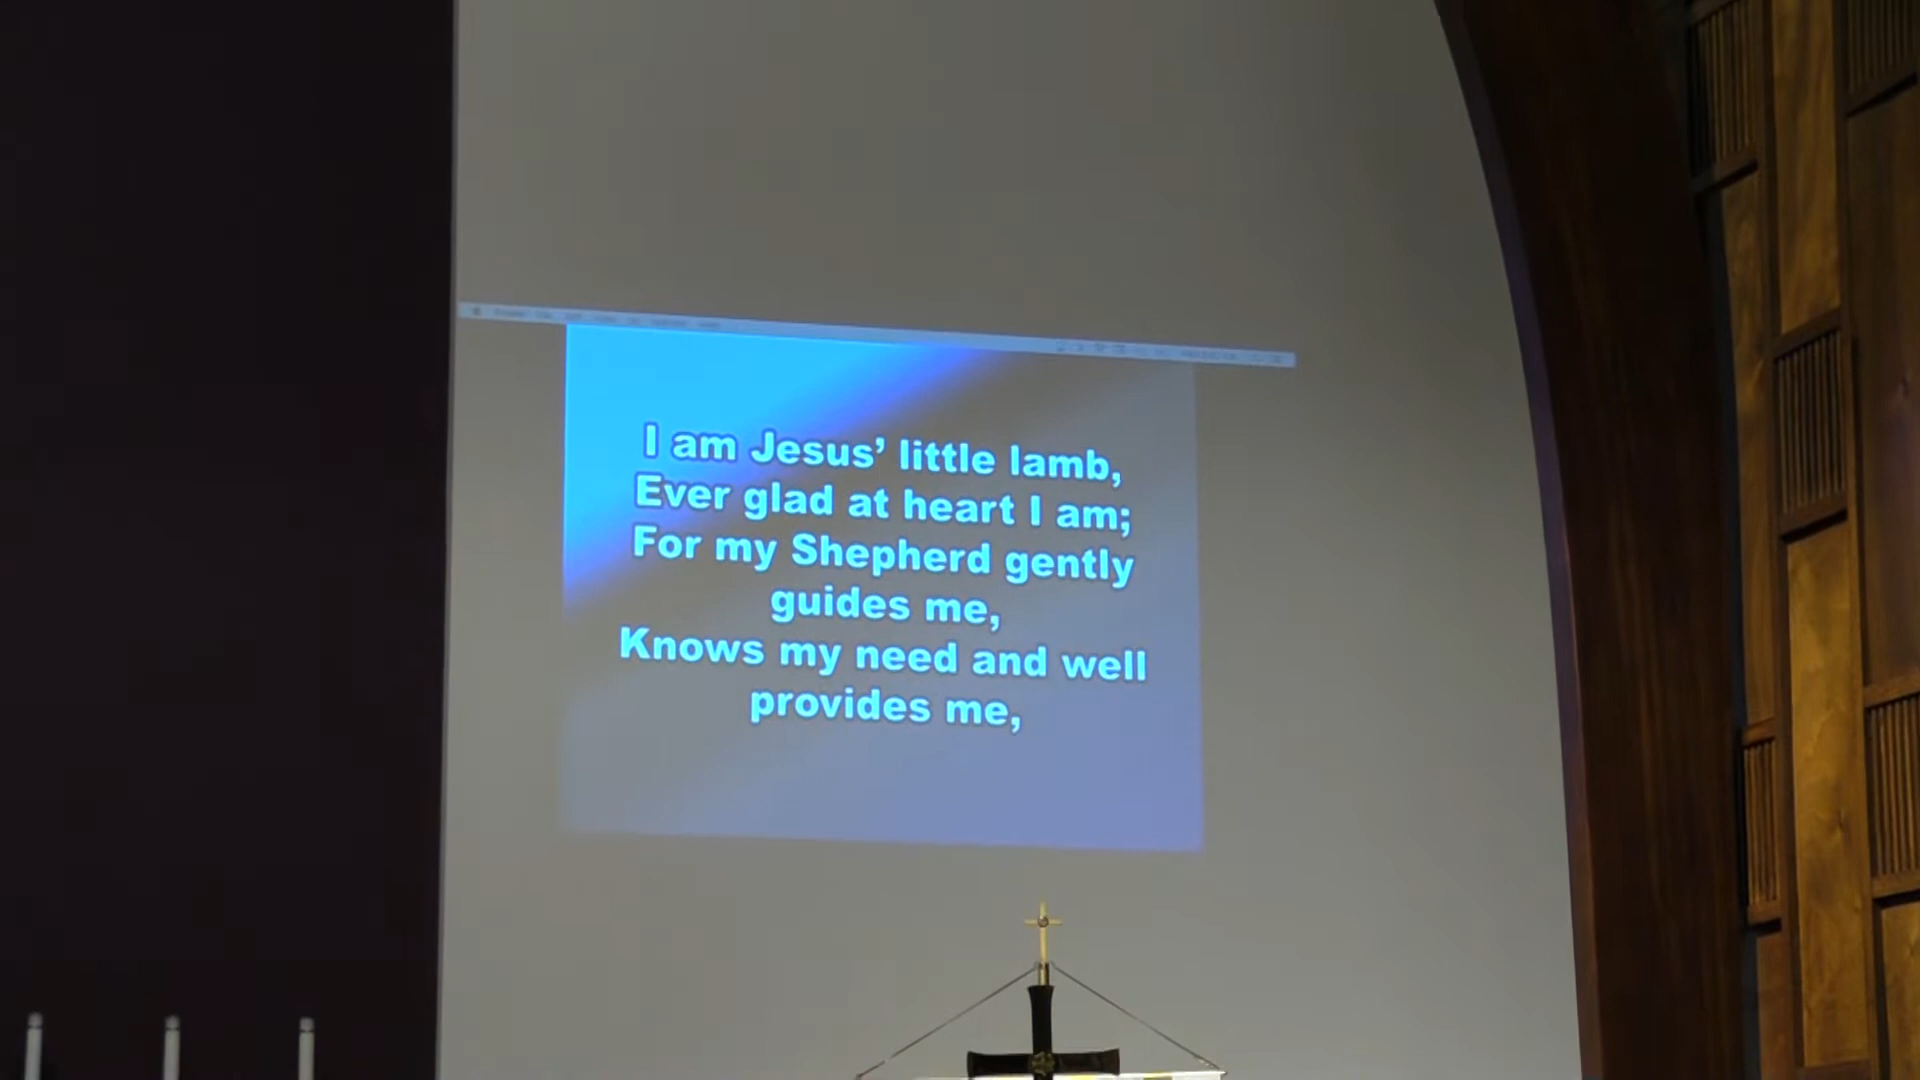 I am Jesus’ little lamb,
Ever glad at heart I am;
For my Shepherd gently
guides me,
Knows my need and well
provides me,